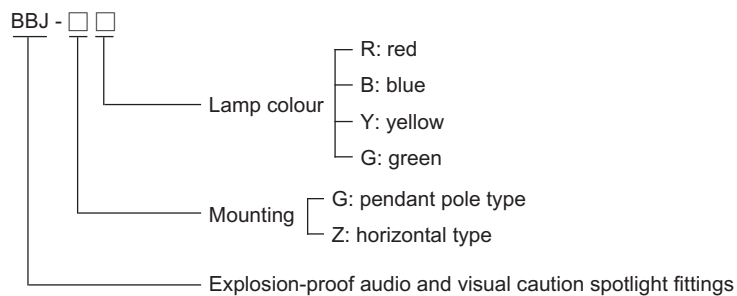 BBJ - □ □
R: red
B: blue
Lamp colour
Y: yellow
G: green
G: pendant pole type
Mounting
Z: horizontal type
Explosion-proof audio and visual caution spotlight fittings